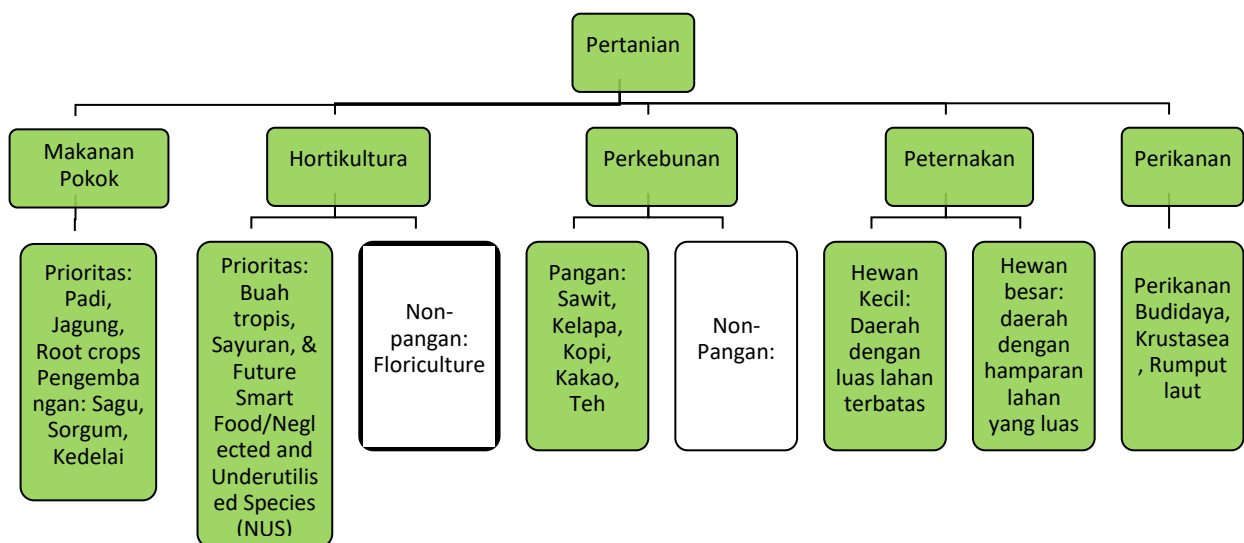 Pertanian
Makanan
Pokok
Hortikultura
Perkebunan
Peternakan
Perikanan
Prioritas:
Padi,
Jagung,
Root crops
Pengemba
ngan: Sagu,
Sorgum,
Kedelai
Prioritas:
Buah
tropis,
Sayuran, &
Future
Smart
Food/Negl
ected and
Underutilis
ed Species
(NUS)
Non-
pangan:
Floriculture
Pangan:
Sawit,
Kelapa,
Kopi,
Kakao,
Teh
Non-
Pangan:
Hewan
Kecil:
Daerah
dengan
luas lahan
terbatas
Hewan
besar:
daerah
dengan
hamparan
lahan
yang luas
Perikanan
Budidaya,
Krustasea
, Rumput
laut